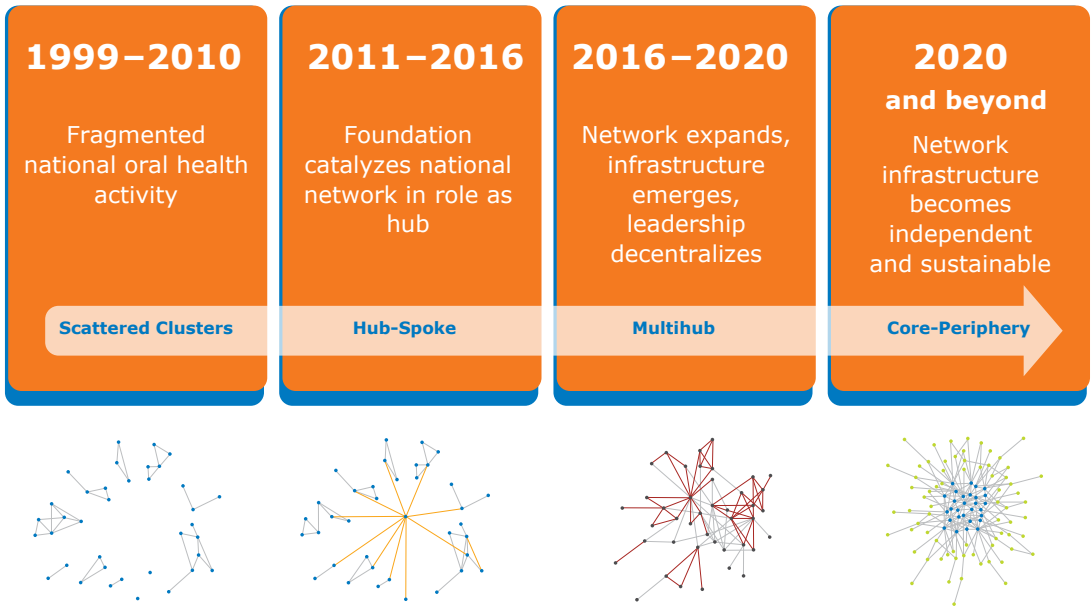 1999–2010
Fragmented
national oral health
activity
Scattered Clusters
2011–2016
Foundation
catalyzes national
network in role as
hub
Hub-Spoke
2016–2020
Network expands,
infrastructure
emerges,
leadership
decentralizes
Multihub
2020
and beyond
Network
infrastructure
becomes
independent
and sustainable
Core-Periphery